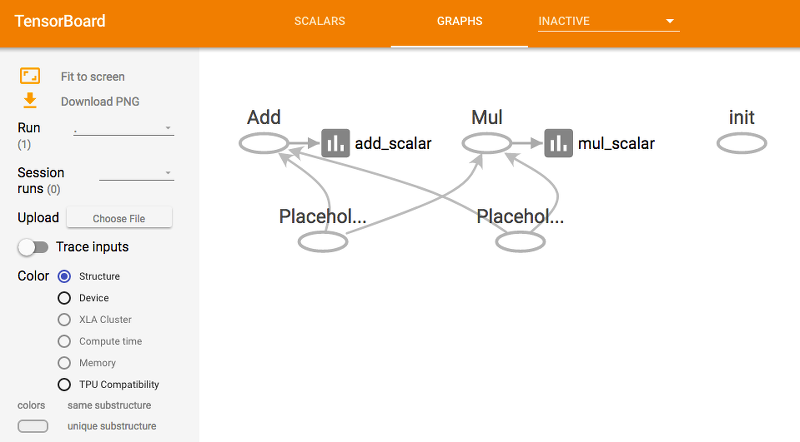 TensorBoard SCALARS GRAPHS INACTIVE
Fit to screen
Download PNG
Run
(1)
.
Session
runs (0)
Upload Choose File
Trace inputs
Color Structure
Device
XLA Cluster
Compute time
Memory
TPU Compatibility
colors same substructure
unique substructure
Add Mul init
add_scalar mul_scalar
Placehol... Placehol...